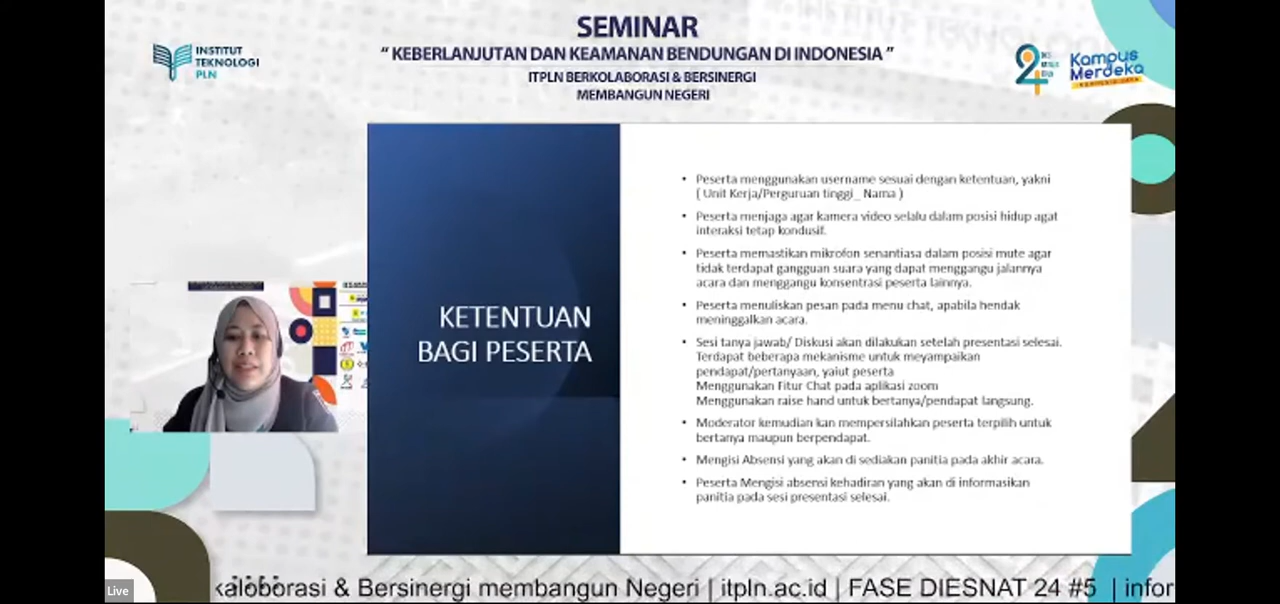 SEMINAR
“ KEBERLANJUTAN DAN KEAMANAN BENDUNGAN DI INDONESIA ”
ITPLN BERKOLABORASI & BERSINERGI
MEMBANGUN NEGERI
INSTITUT
TEKNOLOGI
PLN
Kampus
Merdeka
KETENTUAN
BAGI PESERTA
• Peserta menggunakan username sesuai dengan ketentuan, yakni
( Unit Kerja/Perguruan tinggi_ Nama )
• Peserta menjaga agar kamera video selalu dalam posisi hidup agat
interaksi tetap kondusif.
• Peserta memastikan mikrofon senantiasa dalam posisi mute agar
tidak terdapat gangguan suara yang dapat menggangu jalannya
acara dan menggangu konsentrasi peserta lainnya.
• Peserta menuliskan pesan pada menu chat, apabila hendak
meninggalkan acara.
• Sesi tanya jawab/ Diskusi akan dilakukan setelah presentasi selesai.
Terdapat beberapa mekanisme untuk meyampaikan
pendapat/pertanyaan, yaiut peserta
Menggunakan Fitur Chat pada aplikasi zoom
Menggunakan raise hand untuk bertanya/pendapat langsung.
• Moderator kemudian kan mempersilahkan peserta terpilih untuk
bertanya maupun berpendapat.
• Mengisi Absensi yang akan di sediakan panitia pada akhir acara.
• Peserta Mengisi absensi kehadiran yang akan di informasikan
panitia pada sesi presentasi selesai.
Live
kaloborasi & Bersinergi membangun Negeri | itpln.ac.id | FASE DIESNAT 24 #5 | infor